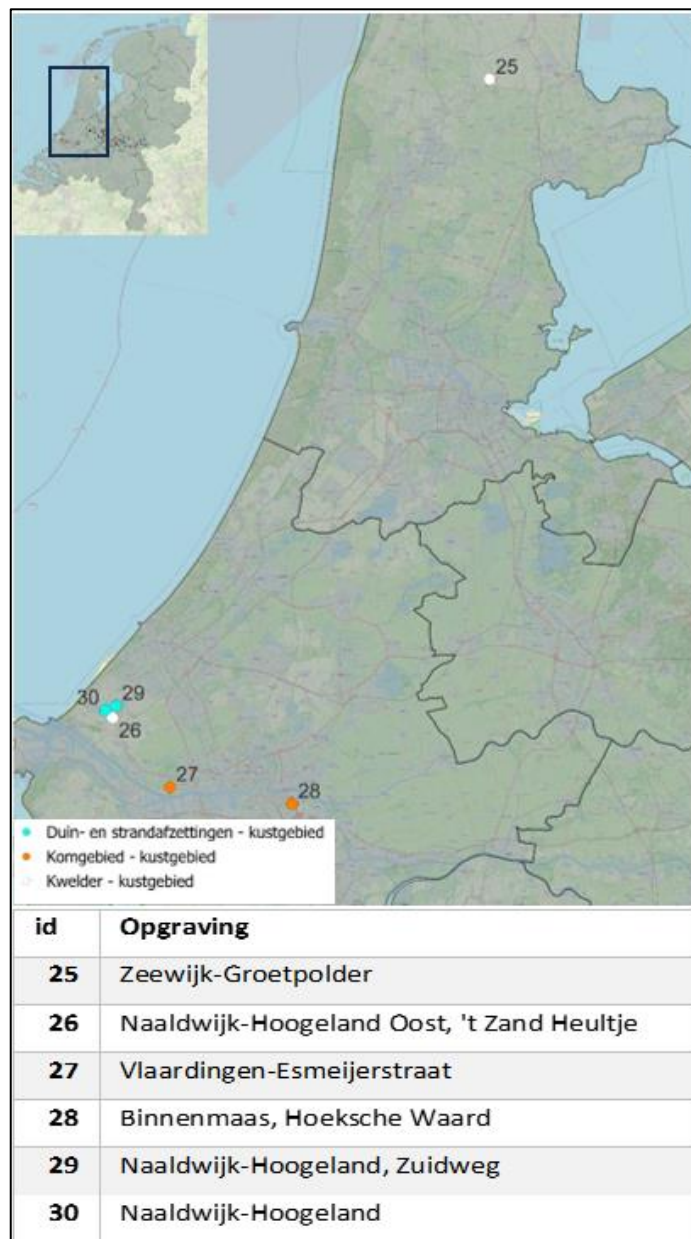 25
30
29
26
27
28
Duin- en strandafzettingen - kustgebied
Komgebied - kustgebied
Kwelder - kustgebied
id Opgraving
25 Zeewijk-Groetpolder
26 Naaldwijk-Hoogeland Oost, 't Zand Heultje
27 Vlaardingen-Esmeijerstraat
28 Binnenmaas, Hoeksche Waard
29 Naaldwijk-Hoogeland, Zuidweg
30 Naaldwijk-Hoogeland